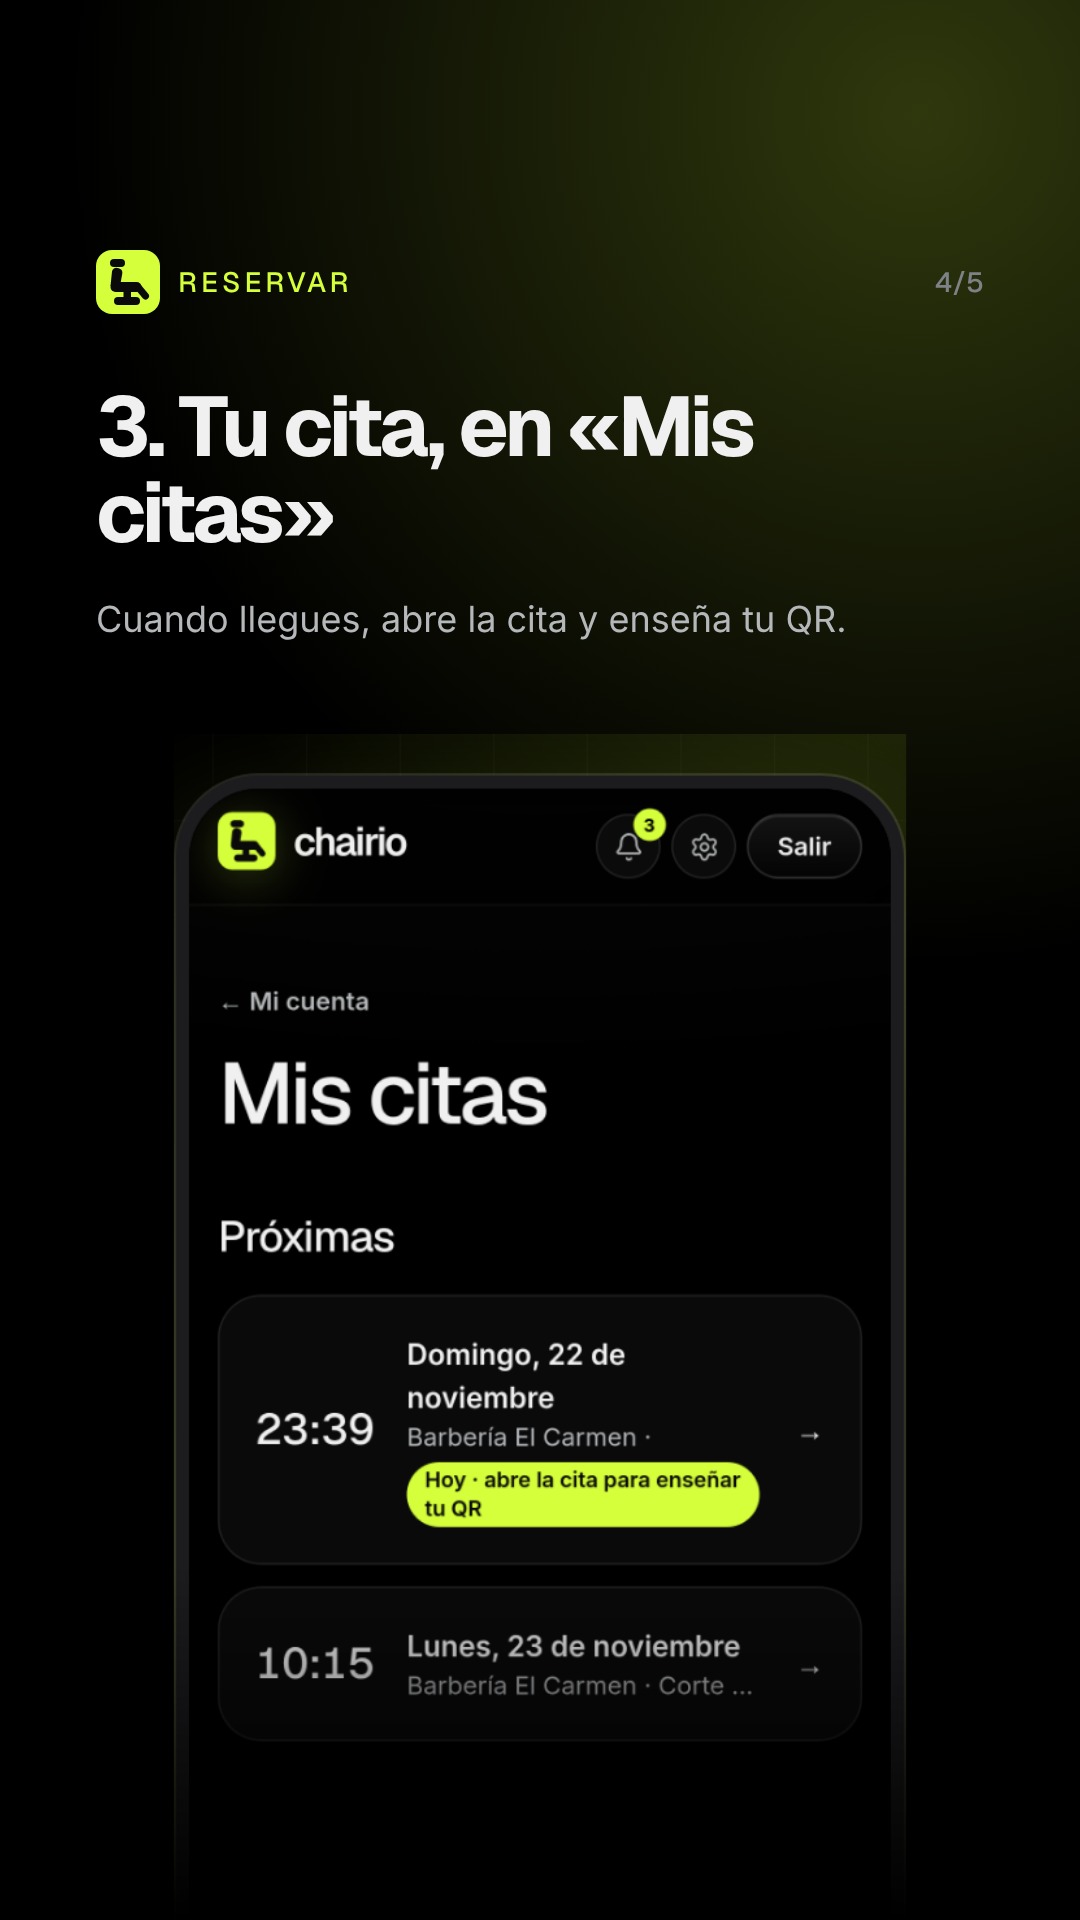 RESERVAR
4/5
3. Tu cita, en «Mis
citas»
Cuando llegues, abre la cita y enseña tu QR.
chairio
3
Salir
← Mi cuenta
Mis citas
Próximas
23:39
Domingo, 22 de
noviembre
Barbería El Carmen ·
→
Hoy · abre la cita para enseñar
tu QR
10:15
Lunes, 23 de noviembre
Barbería El Carmen · Corte ...
→